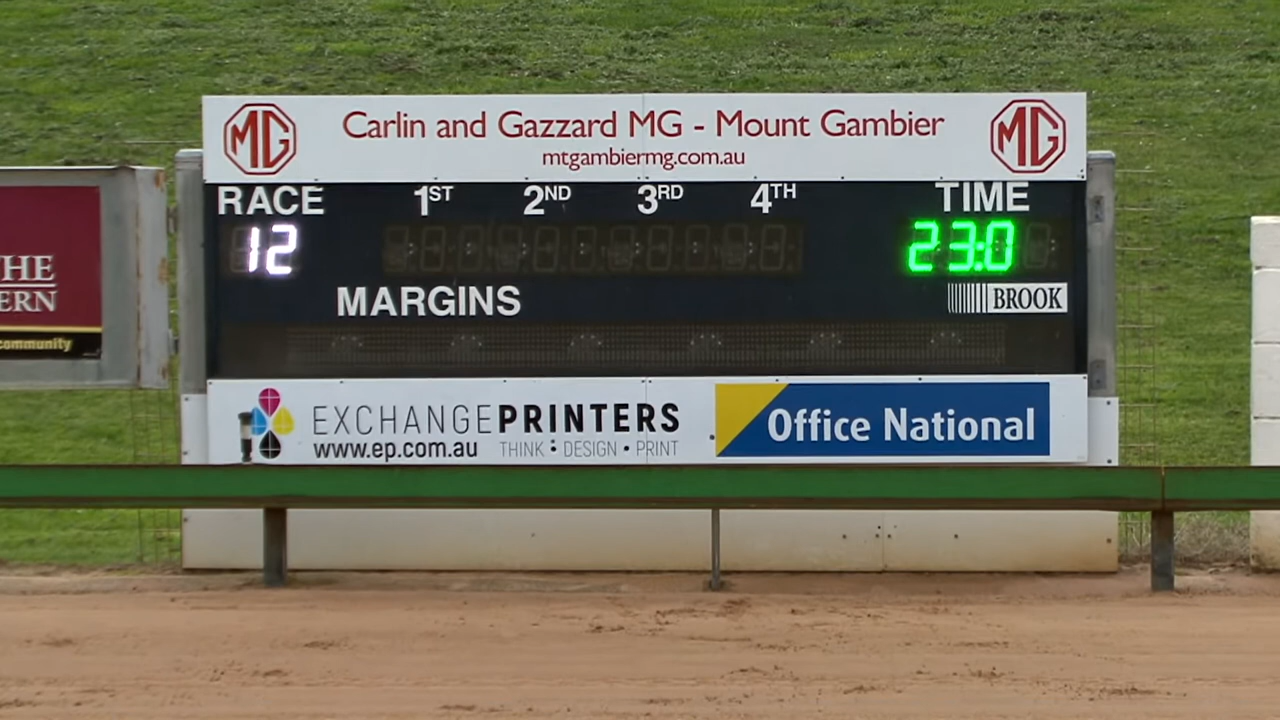 MG Carlin and Gazzard MG - Mount Gambier MG
mtgambiermg.com.au
RACE 1ST 2ND 3RD 4TH TIME
12 23:0
MARGINS
BROOK
HE
ERN
community
EXCHANGEPRINTERS
www.ep.com.au THINK : DESIGN • PRINT
Office National